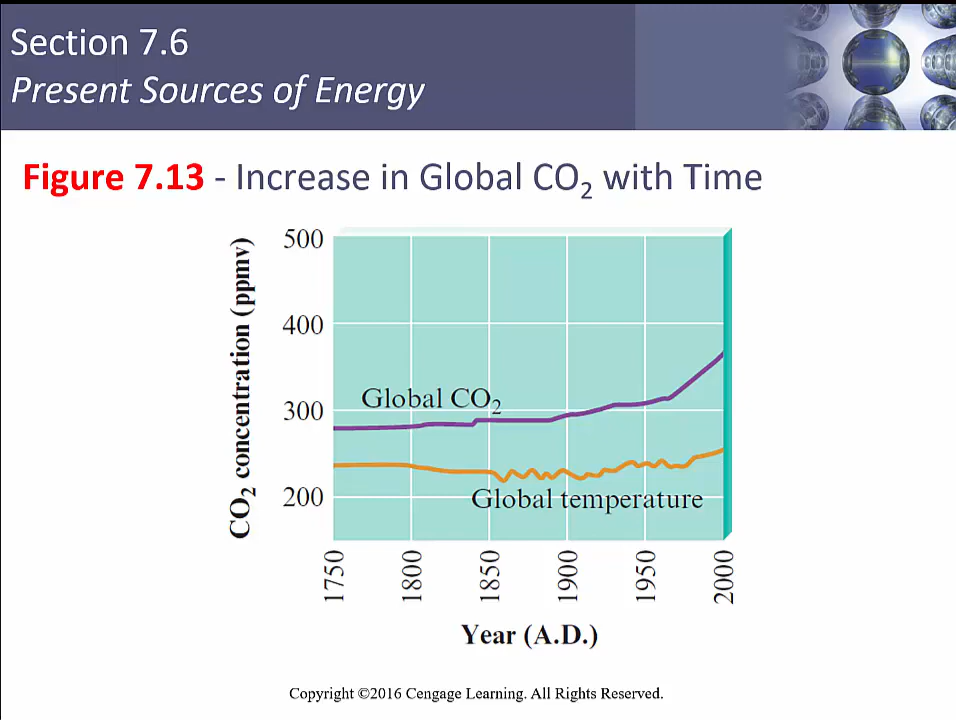 Section 7.6
Present Sources of Energy
Figure 7.13 - Increase in Global CO₂ with Time
CO₂ concentration (ppmv)
500
400
300
200
Global CO₂
Global temperature
1750
1800
1850
1900
1950
2000
Year (A.D.)
Copyright ©2016 Cengage Learning. All Rights Reserved.